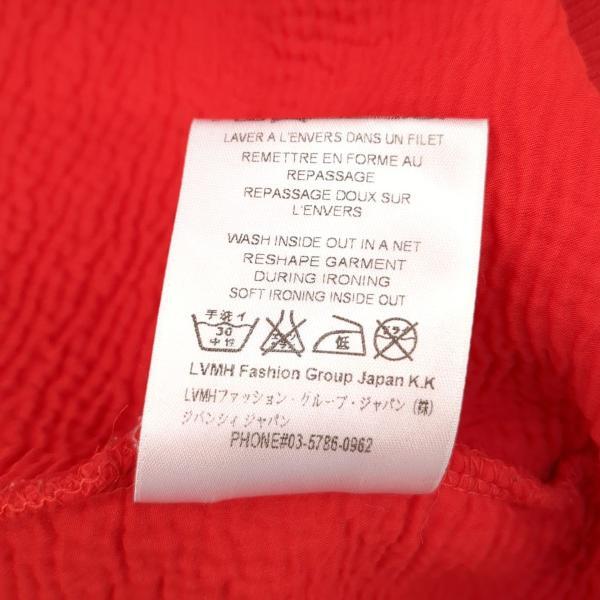 LAVER A L'ENVERS DANS UN FILET
REMETTRE EN FORME AU
REPASSAGE
REPASSAGE DOUX SUR
L'ENVERS
WASH INSIDE OUT IN A NET
RESHAPE GARMENT
DURING IRONING
SOFT IRONING INSIDE OUT
手洗イ
30
中性
低
LVMH Fashion Group Japan K.K
LVMHファッション・グループ・ジャパン(株)
ジバンシィ ジャパン
PHONE#03-5786-0962